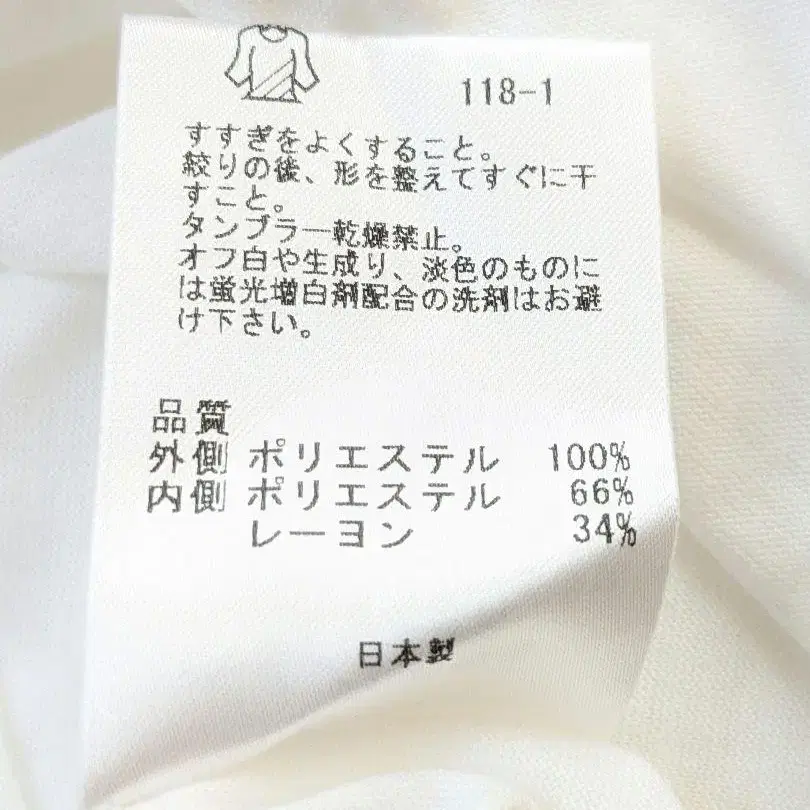 118-1
すすぎをよくすること。
絞りの後、形を整えてすぐに干
すこと。
タンブラー乾燥禁止。
オフ白や生成り、淡色のものに
は蛍光増白剤配合の洗剤はお避
け下さい。
品質
外側 ポリエステル 100%
内側 ポリエステル 66%
レーヨン 34%
日本製